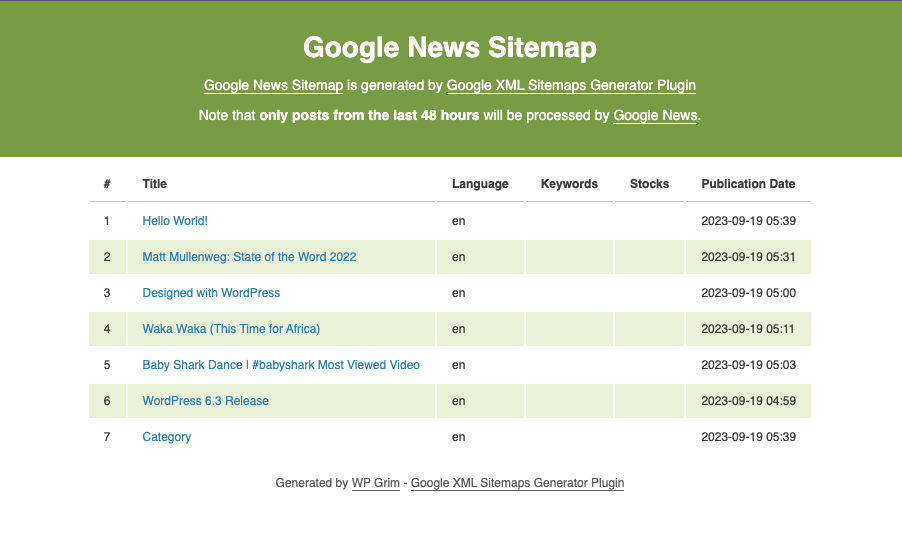 Google News Sitemap
Google News Sitemap is generated by Google XML Sitemaps Generator Plugin
Note that only posts from the last 48 hours will be processed by Google News.
# Title Language Keywords Stocks Publication Date
1 Hello World! en 2023-09-19 05:39
2 Matt Mullenweg: State of the Word 2022 en 2023-09-19 05:31
3 Designed with WordPress en 2023-09-19 05:00
4 Waka Waka (This Time for Africa) en 2023-09-19 05:11
5 Baby Shark Dance | #babyshark Most Viewed Video en 2023-09-19 05:03
6 WordPress 6.3 Release en 2023-09-19 04:59
7 Category en 2023-09-19 05:39
Generated by WP Grim - Google XML Sitemaps Generator Plugin